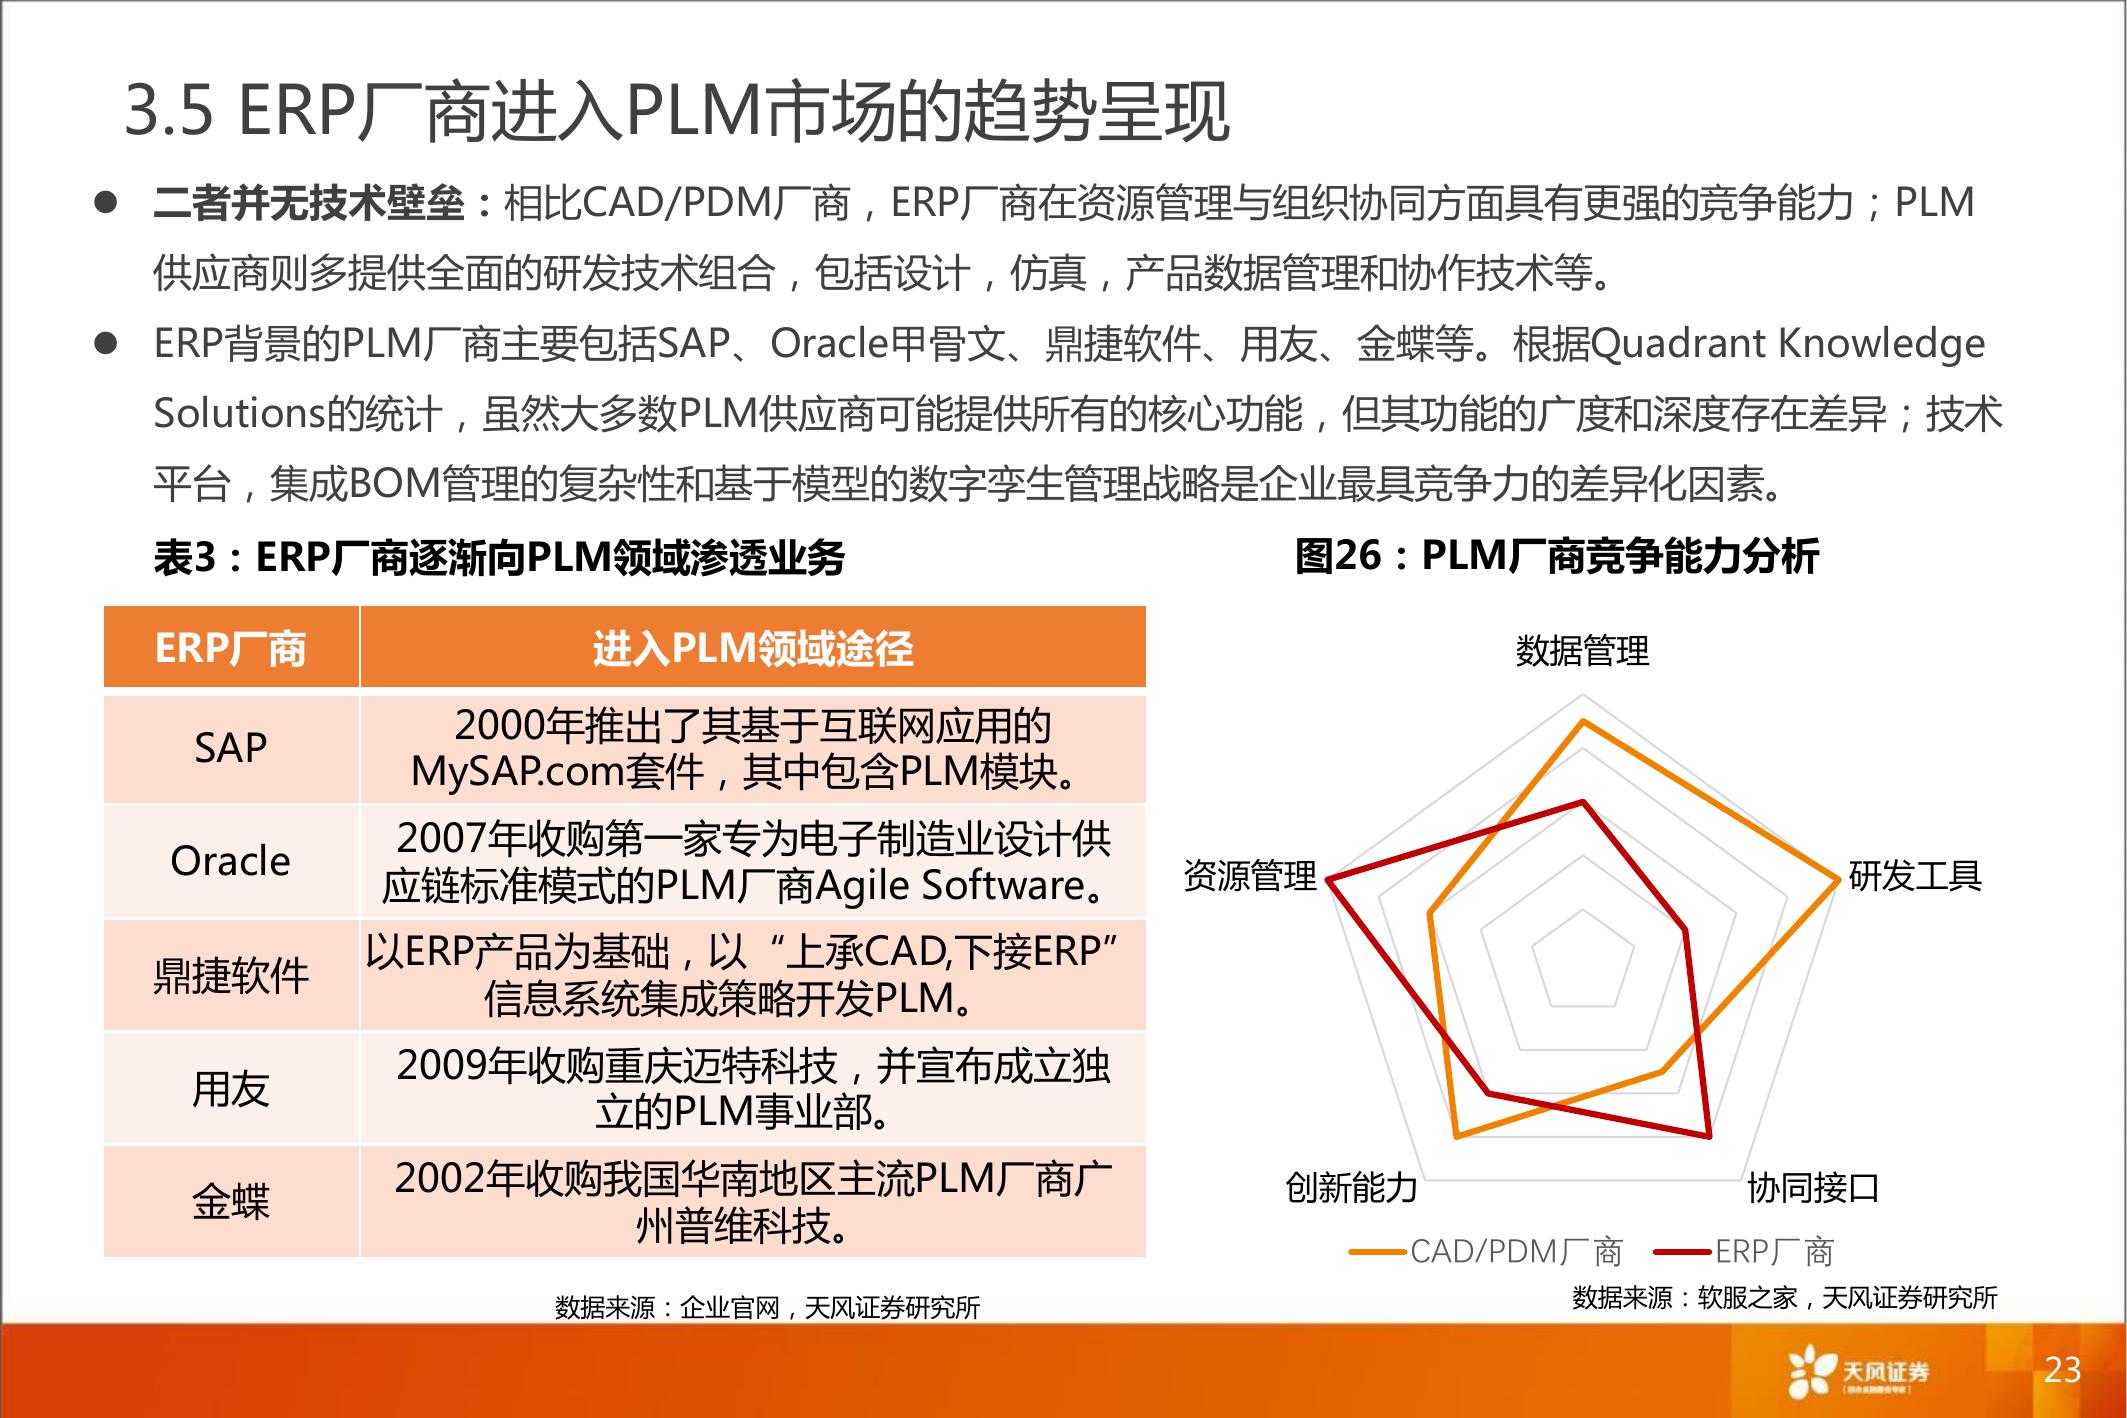 3.5 ERP厂商进入PLM市场的趋势呈现
● 二者并无技术壁垒：相比CAD/PDM厂商，ERP厂商在资源管理与组织协同方面具有更强的竞争能力；PLM
供应商则多提供全面的研发技术组合，包括设计，仿真，产品数据管理和协作技术等。
● ERP背景的PLM厂商主要包括SAP、Oracle甲骨文、鼎捷软件、用友、金蝶等。根据Quadrant Knowledge
Solutions的统计，虽然大多数PLM供应商可能提供所有的核心功能，但其功能的广度和深度存在差异；技术
平台，集成BOM管理的复杂性和基于模型的数字孪生管理战略是企业最具竞争力的差异化因素。
表3：ERP厂商逐渐向PLM领域渗透业务
ERP厂商 进入PLM领域途径
SAP
2000年推出了其基于互联网应用的
MySAP.com套件，其中包含PLM模块。
Oracle
2007年收购第一家专为电子制造业设计供
应链标准模式的PLM厂商Agile Software。
鼎捷软件
以ERP产品为基础，以“上承CAD,下接ERP”
信息系统集成策略开发PLM。
用友
2009年收购重庆迈特科技，并宣布成立独
立的PLM事业部。
金蝶
2002年收购我国华南地区主流PLM厂商广
州普维科技。
数据来源：企业官网，天风证券研究所
图26：PLM厂商竞争能力分析
数据管理
资源管理
研发工具
创新能力
协同接口
CAD/PDM厂商 ERP厂商
数据来源：软服之家，天风证券研究所
天风证券
23